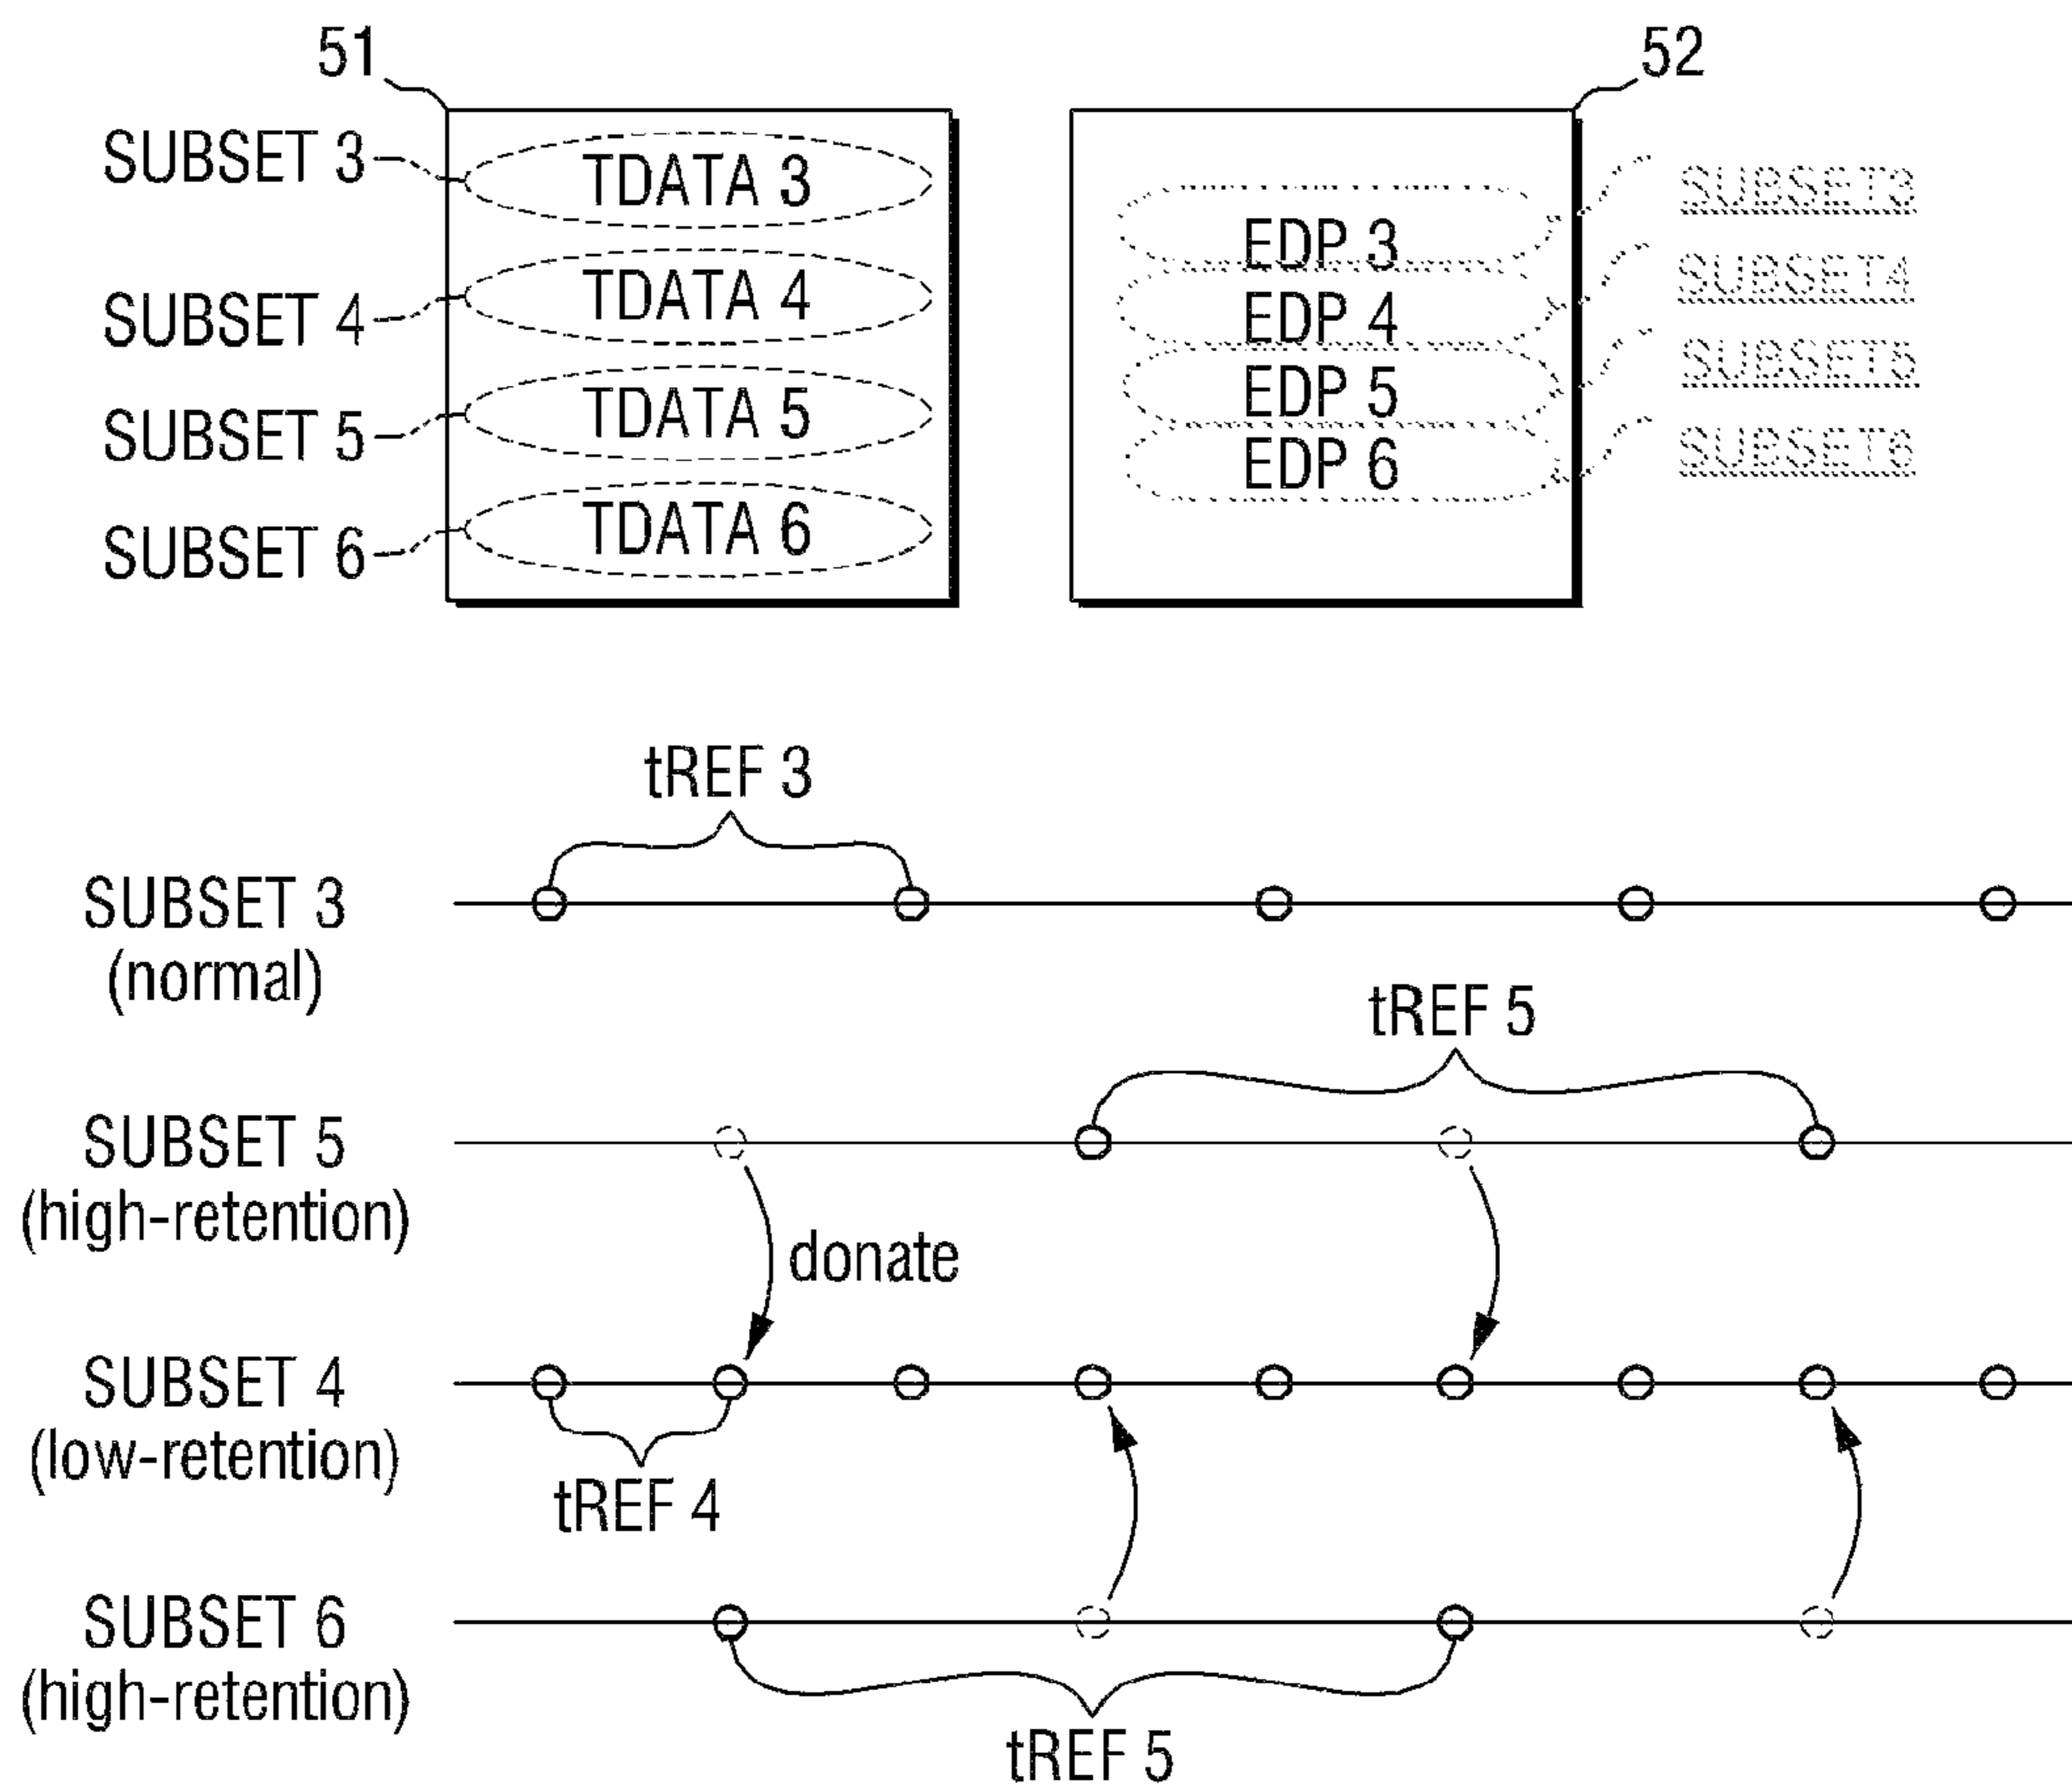 51
52
SUBSET 3
TDATA 3
SUBSET 4
TDATA 4
SUBSET 5
TDATA 5
SUBSET 6
TDATA 6
EDP 3
SUBSET3
EDP 4
SUBSET4
EDP 5
SUBSET5
EDP 6
SUBSET6
tREF 3
SUBSET 3
(normal)
tREF 5
SUBSET 5
(high-retention)
donate
SUBSET 4
(low-retention)
tREF 4
SUBSET 6
(high-retention)
tREF 5